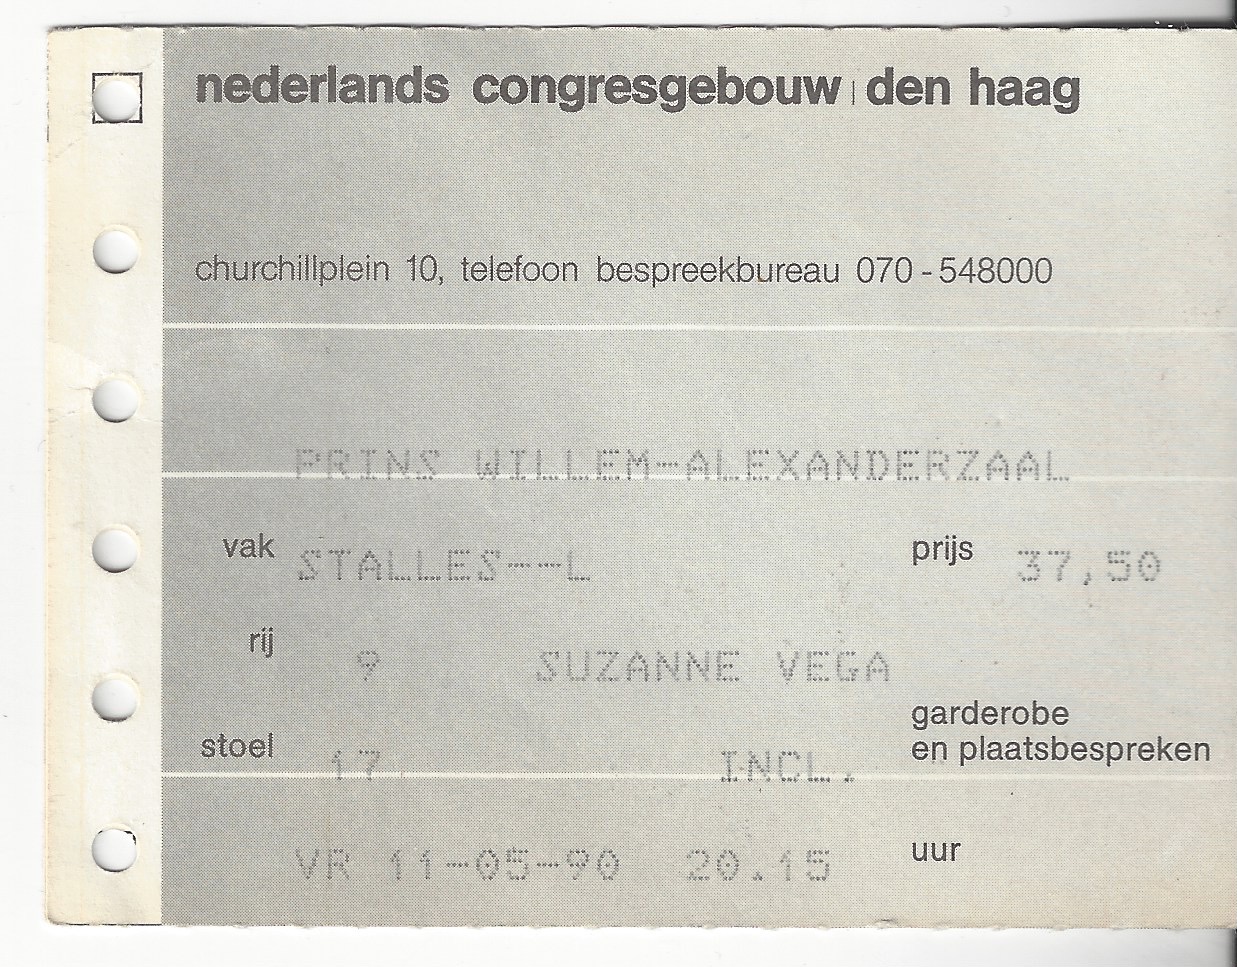 nederlands congresgebouw | den haag
churchillplein 10, telefoon bespreekbureau 070-548000
PRINS WILLEM-ALEXANDERZAAL
vak STALLES--L prijs 37,50
rij 9 SUZANNE VEGA
garderobe
stoel 17 INCL. en plaatsbespreken
VR 11-05-90 20.15 uur